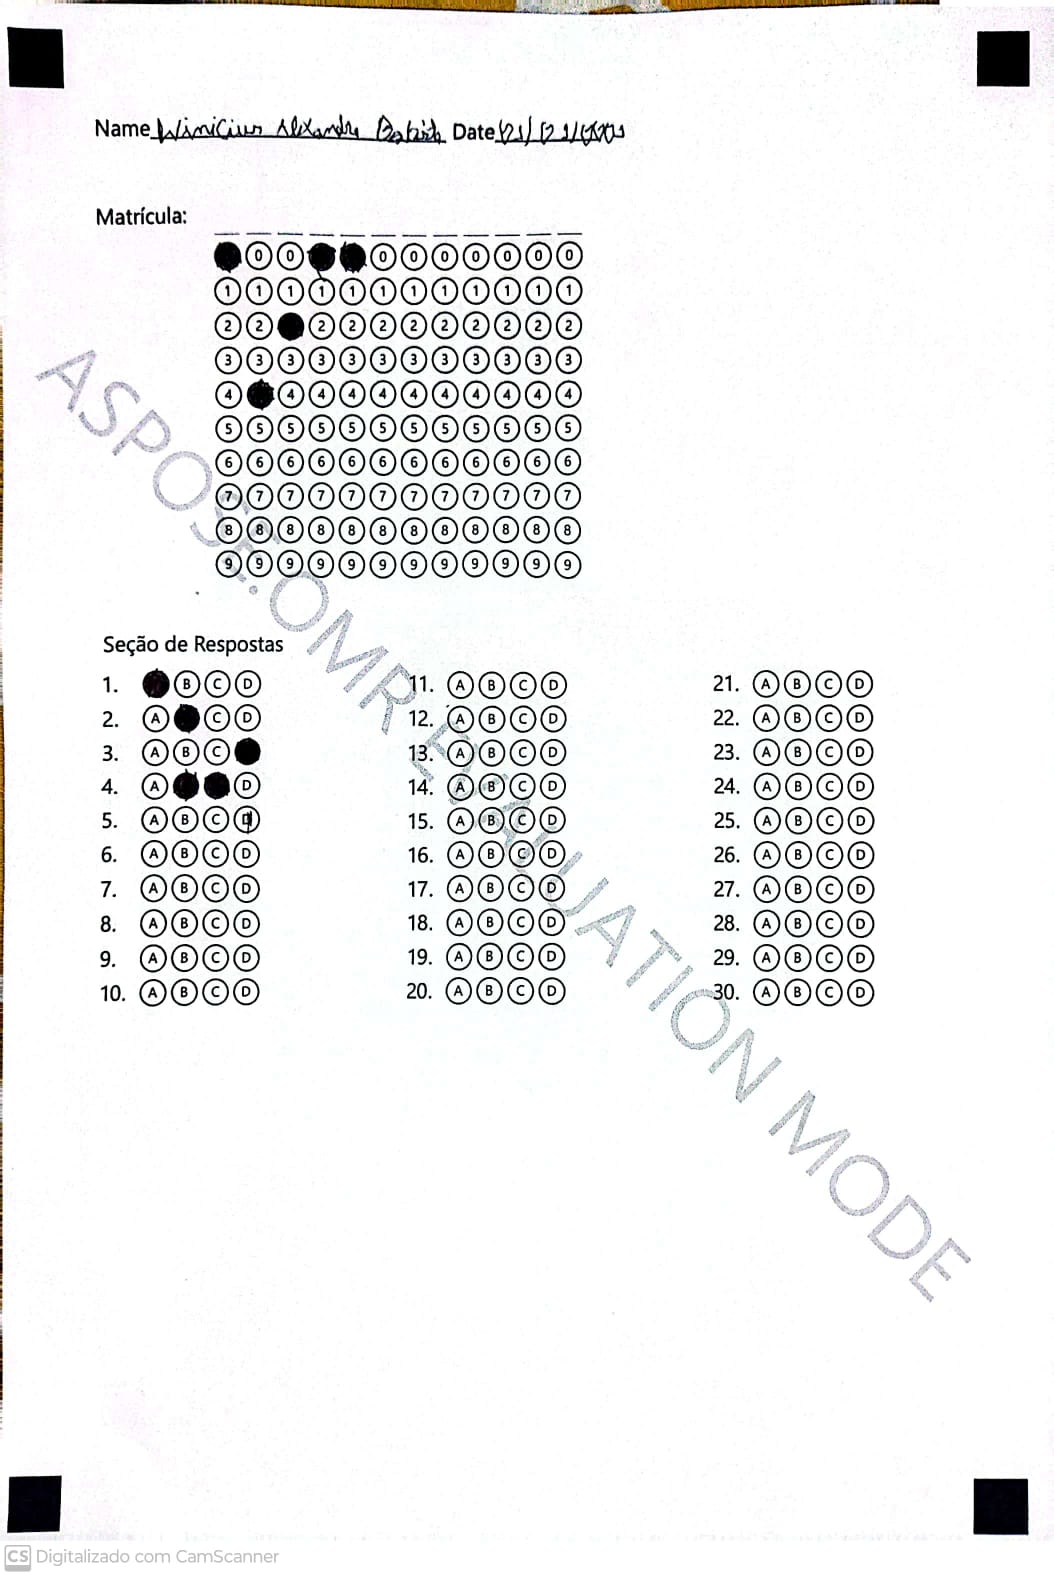 Name Winicius Alexandre Batista Date
Matrícula:
0 0 0 0 0 0 0 0 0
1 1 1 1 1 1 1 1 1 1 1 1
2 2 2 2 2 2 2 2 2 2 2
3 3 3 3 3 3 3 3 3 3 3 3
4 4 4 4 4 4 4 4 4 4 4
5 5 5 5 5 5 5 5 5 5 5 5
6 6 6 6 6 6 6 6 6 6 6 6
7 7 7 7 7 7 7 7 7 7 7 7
8 8 8 8 8 8 8 8 8 8 8 8
9 9 9 9 9 9 9 9 9 9 9 9
Seção de Respostas
1. B C D 11. A B C D 21. A B C D
2. A C D 12. A B C D 22. A B C D
3. A B C 13. A B C D 23. A B C D
4. A D 14. A B C D 24. A B C D
5. A B C D 15. A B C D 25. A B C D
6. A B C D 16. A B C D 26. A B C D
7. A B C D 17. A B C D 27. A B C D
8. A B C D 18. A B C D 28. A B C D
9. A B C D 19. A B C D 29. A B C D
10. A B C D 20. A B C D 30. A B C D
ASPOSE.OMR EVALUATION MODE
CS Digitalizado com CamScanner